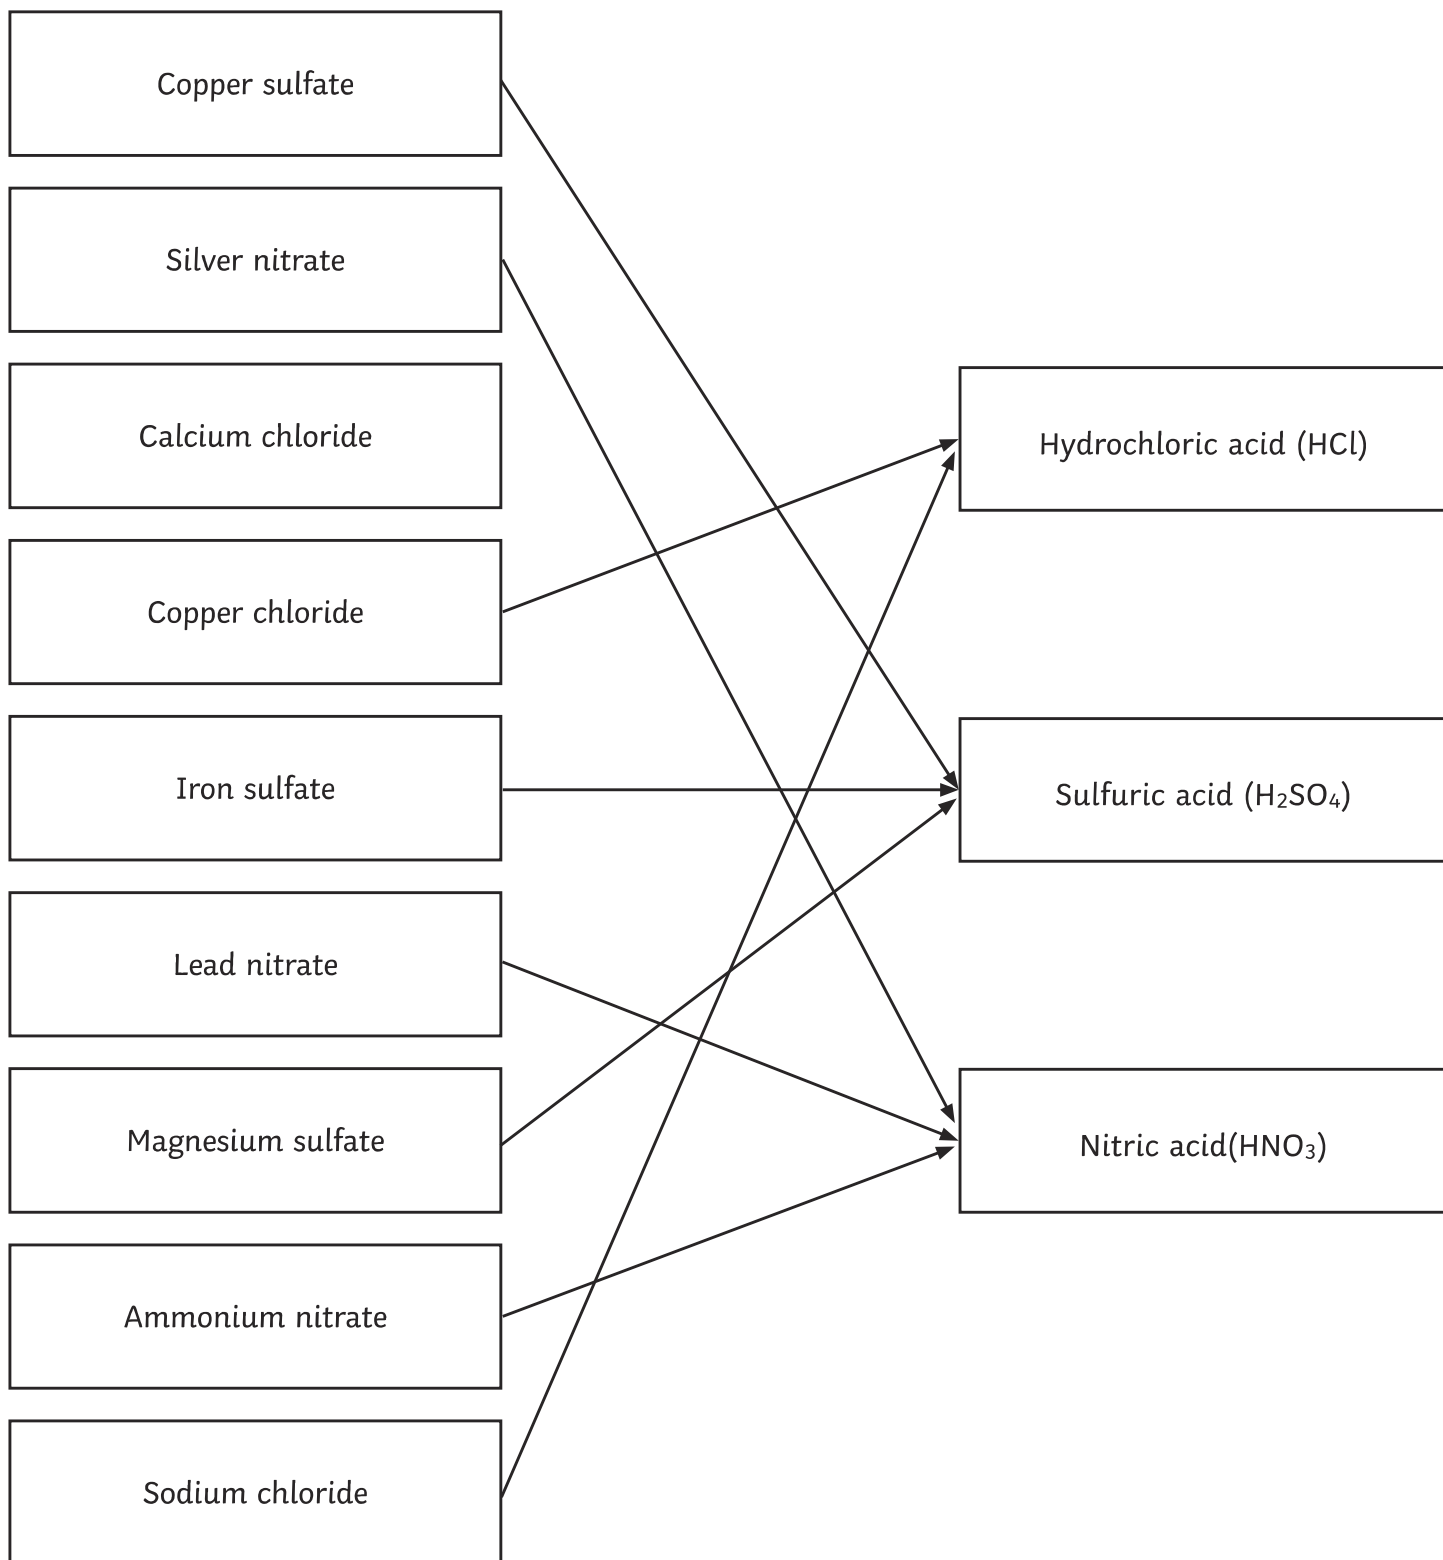 Copper sulfate
Silver nitrate
Calcium chloride
Copper chloride
Iron sulfate
Lead nitrate
Magnesium sulfate
Ammonium nitrate
Sodium chloride
Hydrochloric acid (HCl)
Sulfuric acid (H₂SO₄)
Nitric acid(HNO₃)